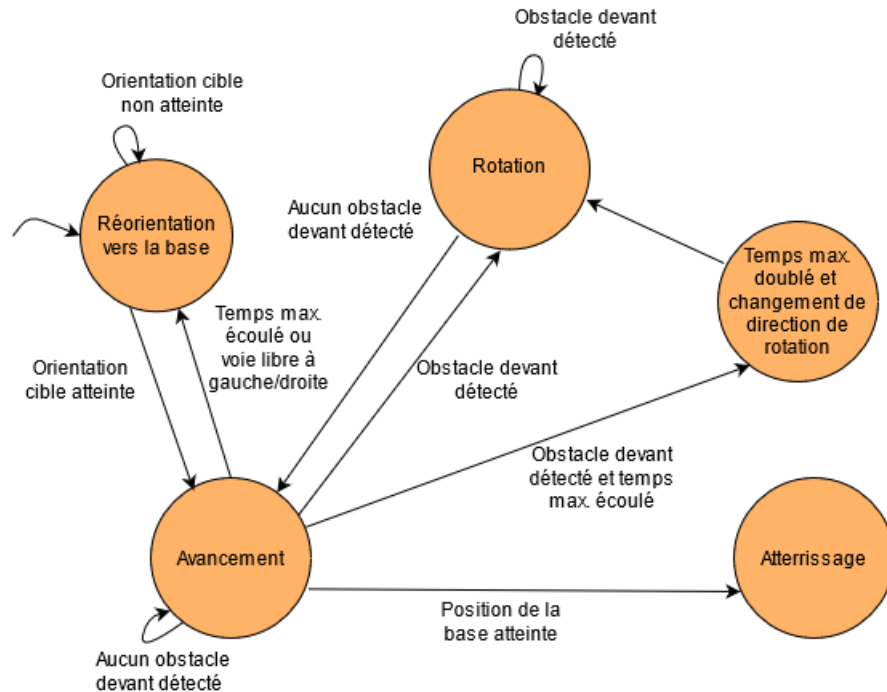 Obstacle devant
détecté
Orientation cible
non atteinte
Rotation
Réorientation
vers la base
Aucun obstacle
devant détecté
Temps max.
doublé et
changement de
direction de
rotation
Temps max.
écoulé ou
voie libre à
gauche/droite
Orientation
cible atteinte
Obstacle devant
détecté
Obstacle devant
détecté et temps
max. écoulé
Avancement
Atterrissage
Position de la
base atteinte
Aucun obstacle
devant détecté